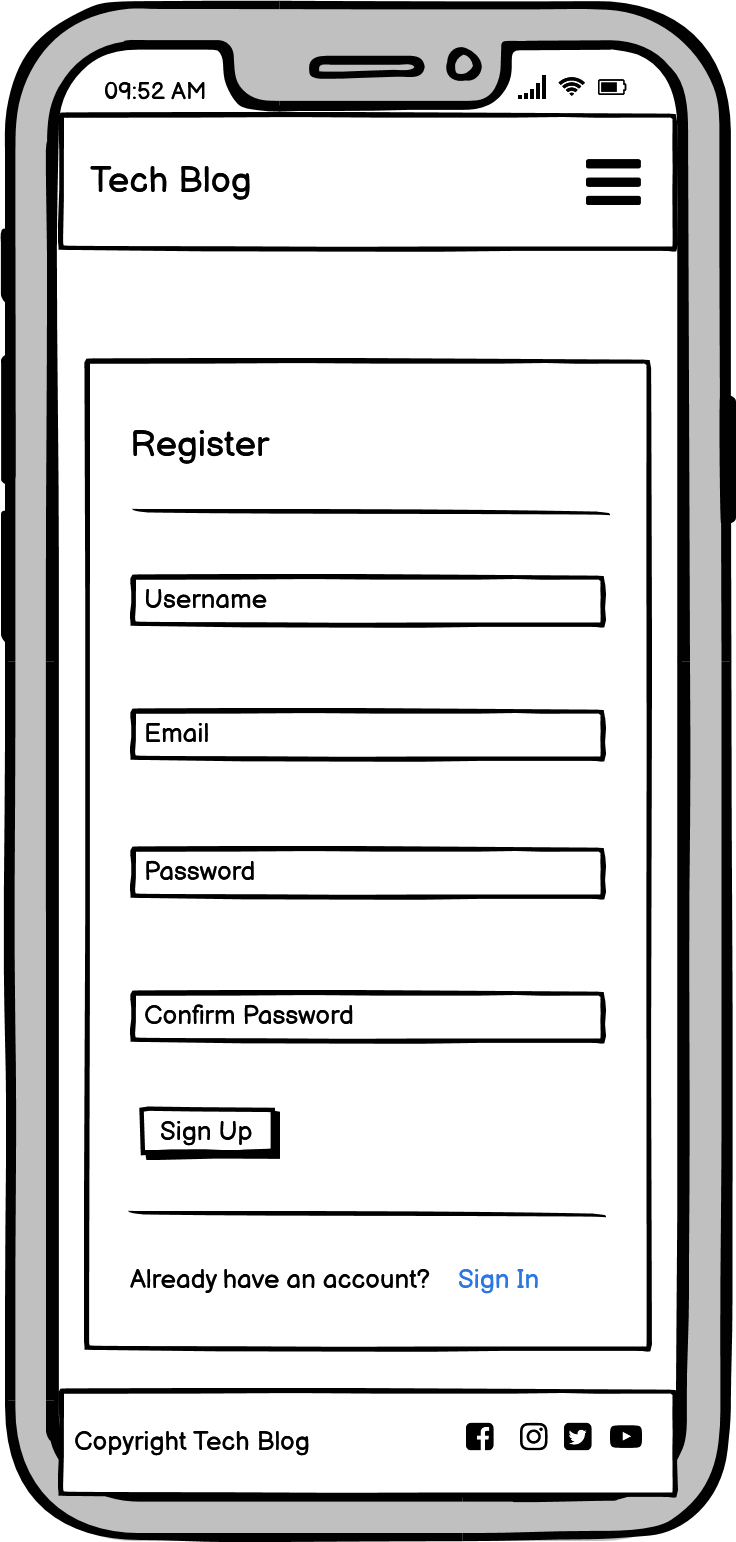 09:52 AM
Tech Blog
Register
Username
Email
Password
Confirm Password
Sign Up
Already have an account? Sign In
Copyright Tech Blog